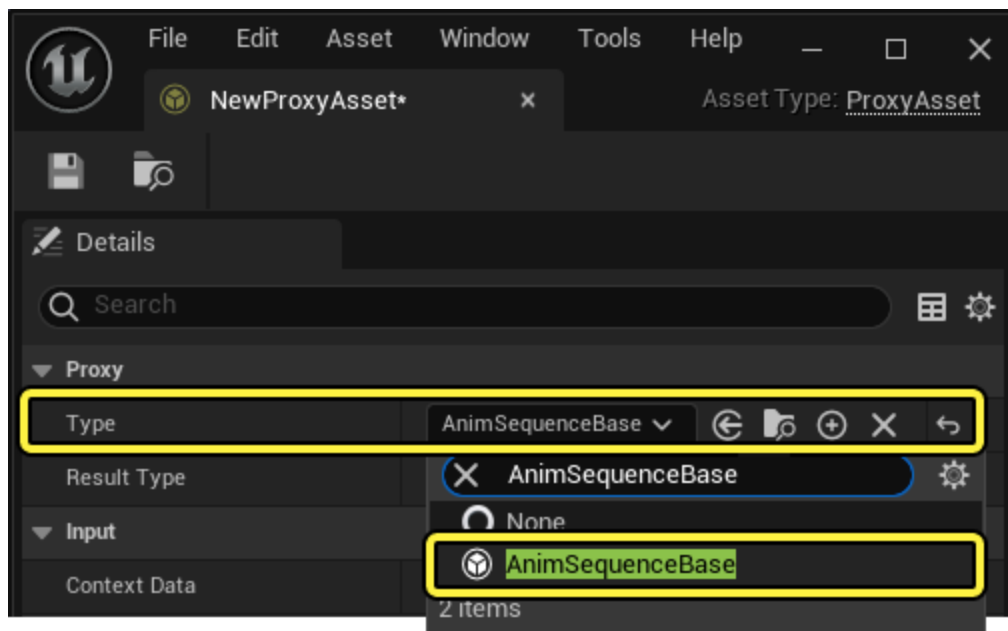 File Edit Asset Window Tools Help
NewProxyAsset* Asset Type: ProxyAsset
Details
Search
Proxy
Type AnimSequenceBase
Result Type AnimSequenceBase
None
Input
AnimSequenceBase
Context Data
2 items